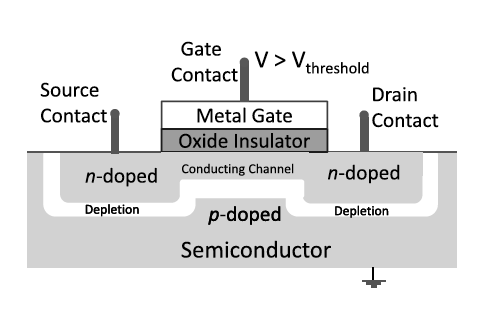 Gate
Contact
V > Vthreshold
Source
Contact
Drain
Contact
Metal Gate
Oxide Insulator
Conducting Channel
n-doped
n-doped
Depletion
p-doped
Depletion
Semiconductor